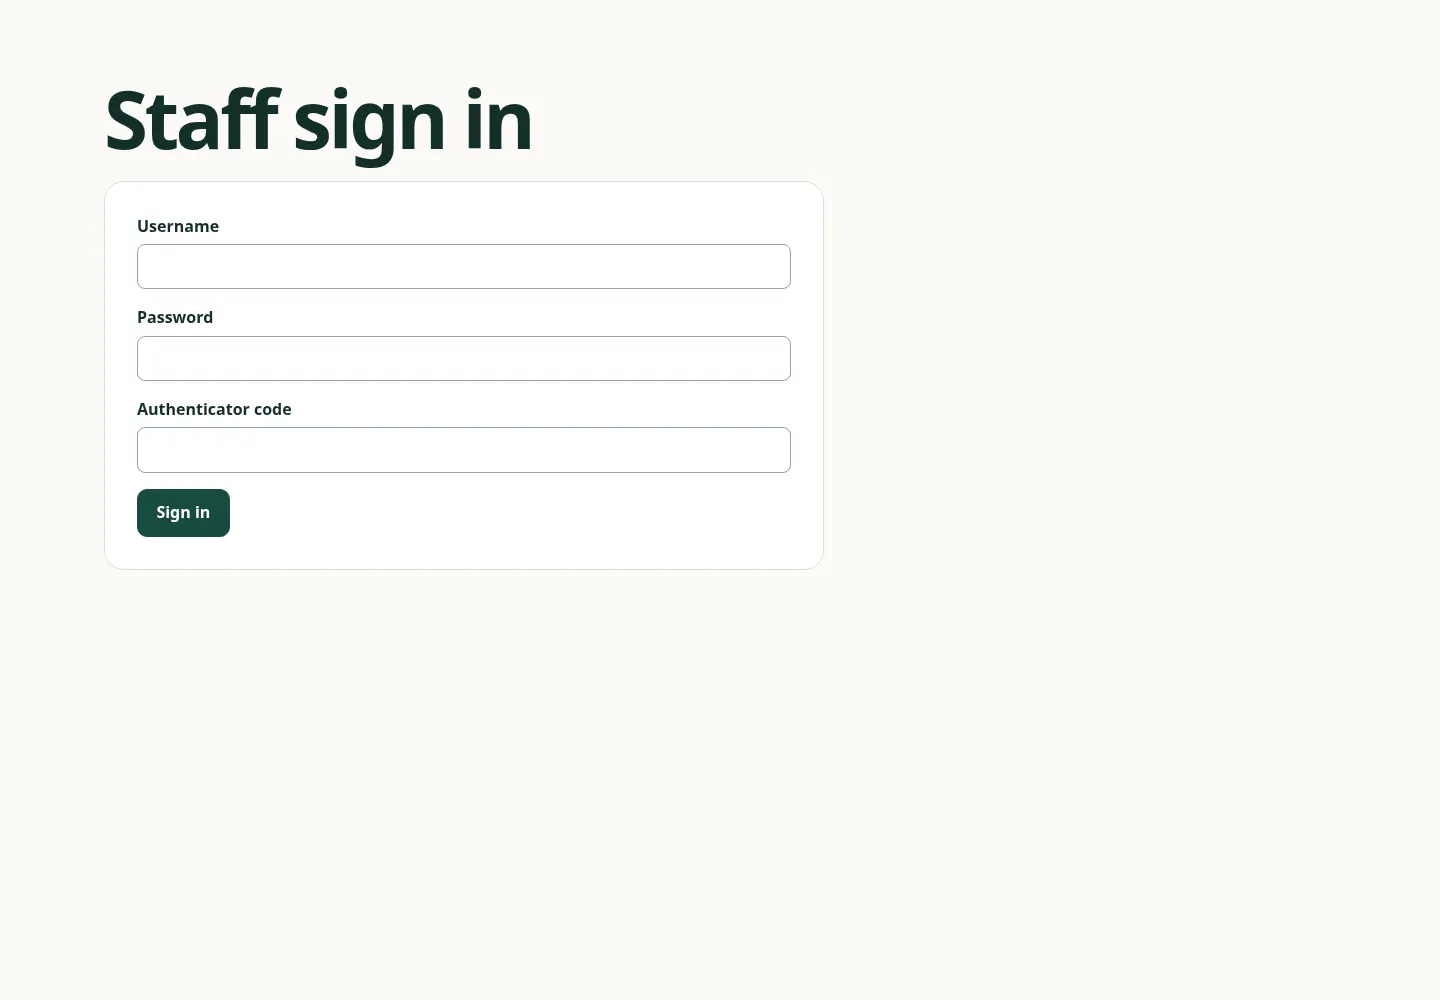 Staff sign in
Username
Password
Authenticator code
Sign in